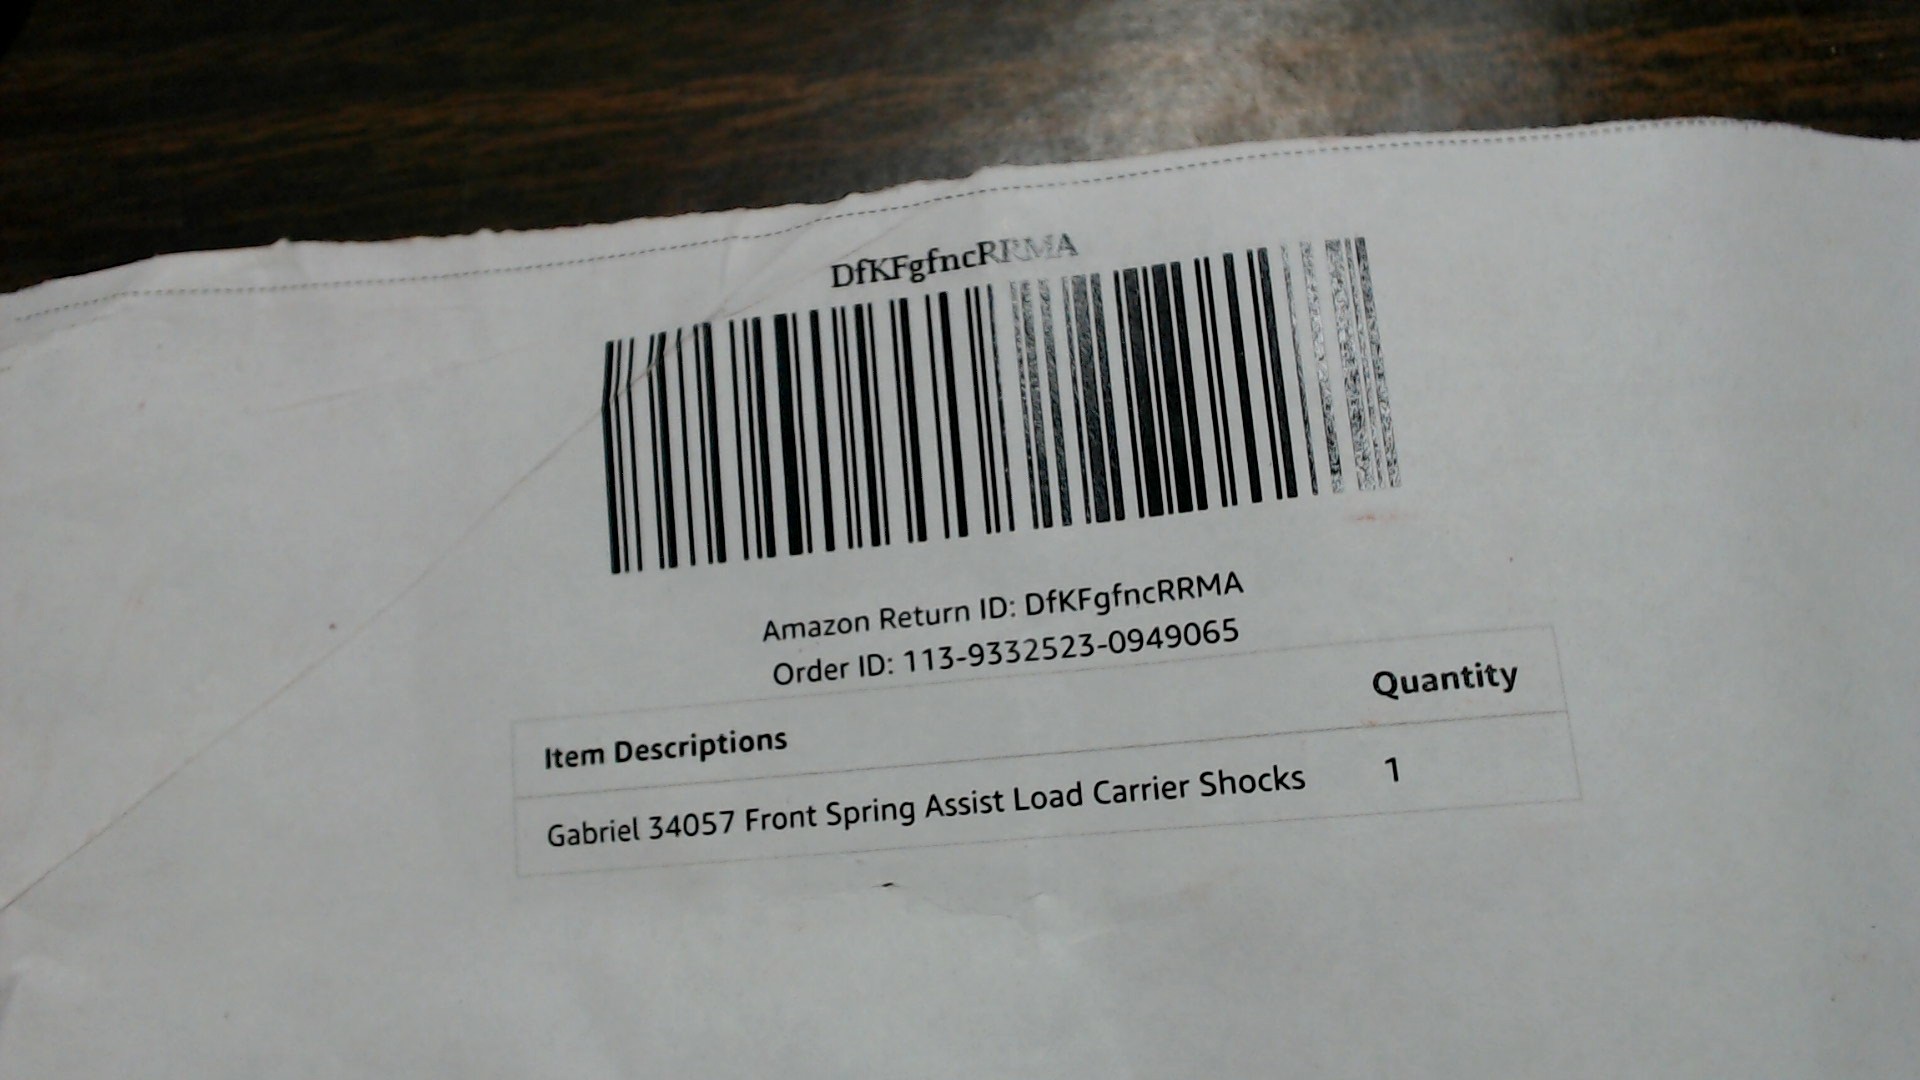 DfKFgfncRRMA
Amazon Return ID: DfKFgfncRRMA
Order ID: 113-9332523-0949065
Item Descriptions Quantity
Gabriel 34057 Front Spring Assist Load Carrier Shocks 1